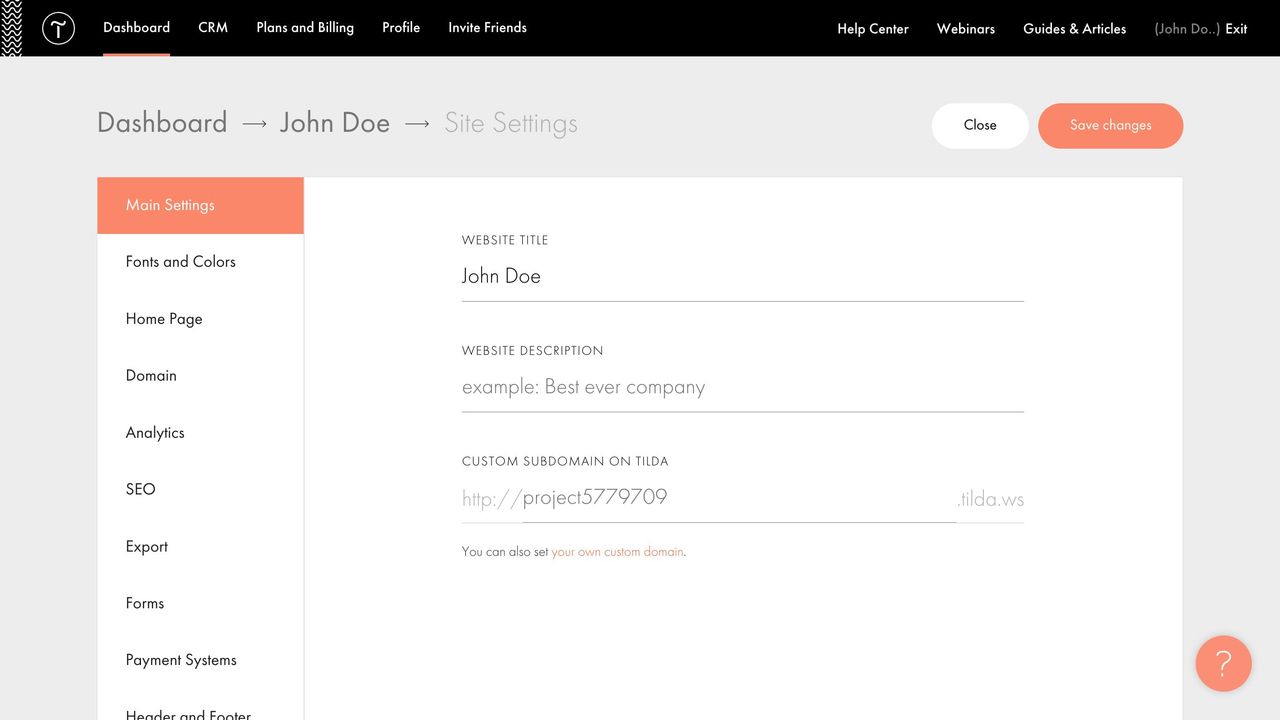 Dashboard CRM Plans and Billing Profile Invite Friends Help Center Webinars Guides & Articles (John Do..) Exit
Dashboard → John Doe → Site Settings
Close Save changes
Main Settings
Fonts and Colors
Home Page
Domain
Analytics
SEO
Export
Forms
Payment Systems
Header and Footer
WEBSITE TITLE
John Doe
WEBSITE DESCRIPTION
example: Best ever company
CUSTOM SUBDOMAIN ON TILDA
http://project5779709.tilda.ws
You can also set your own custom domain.
?